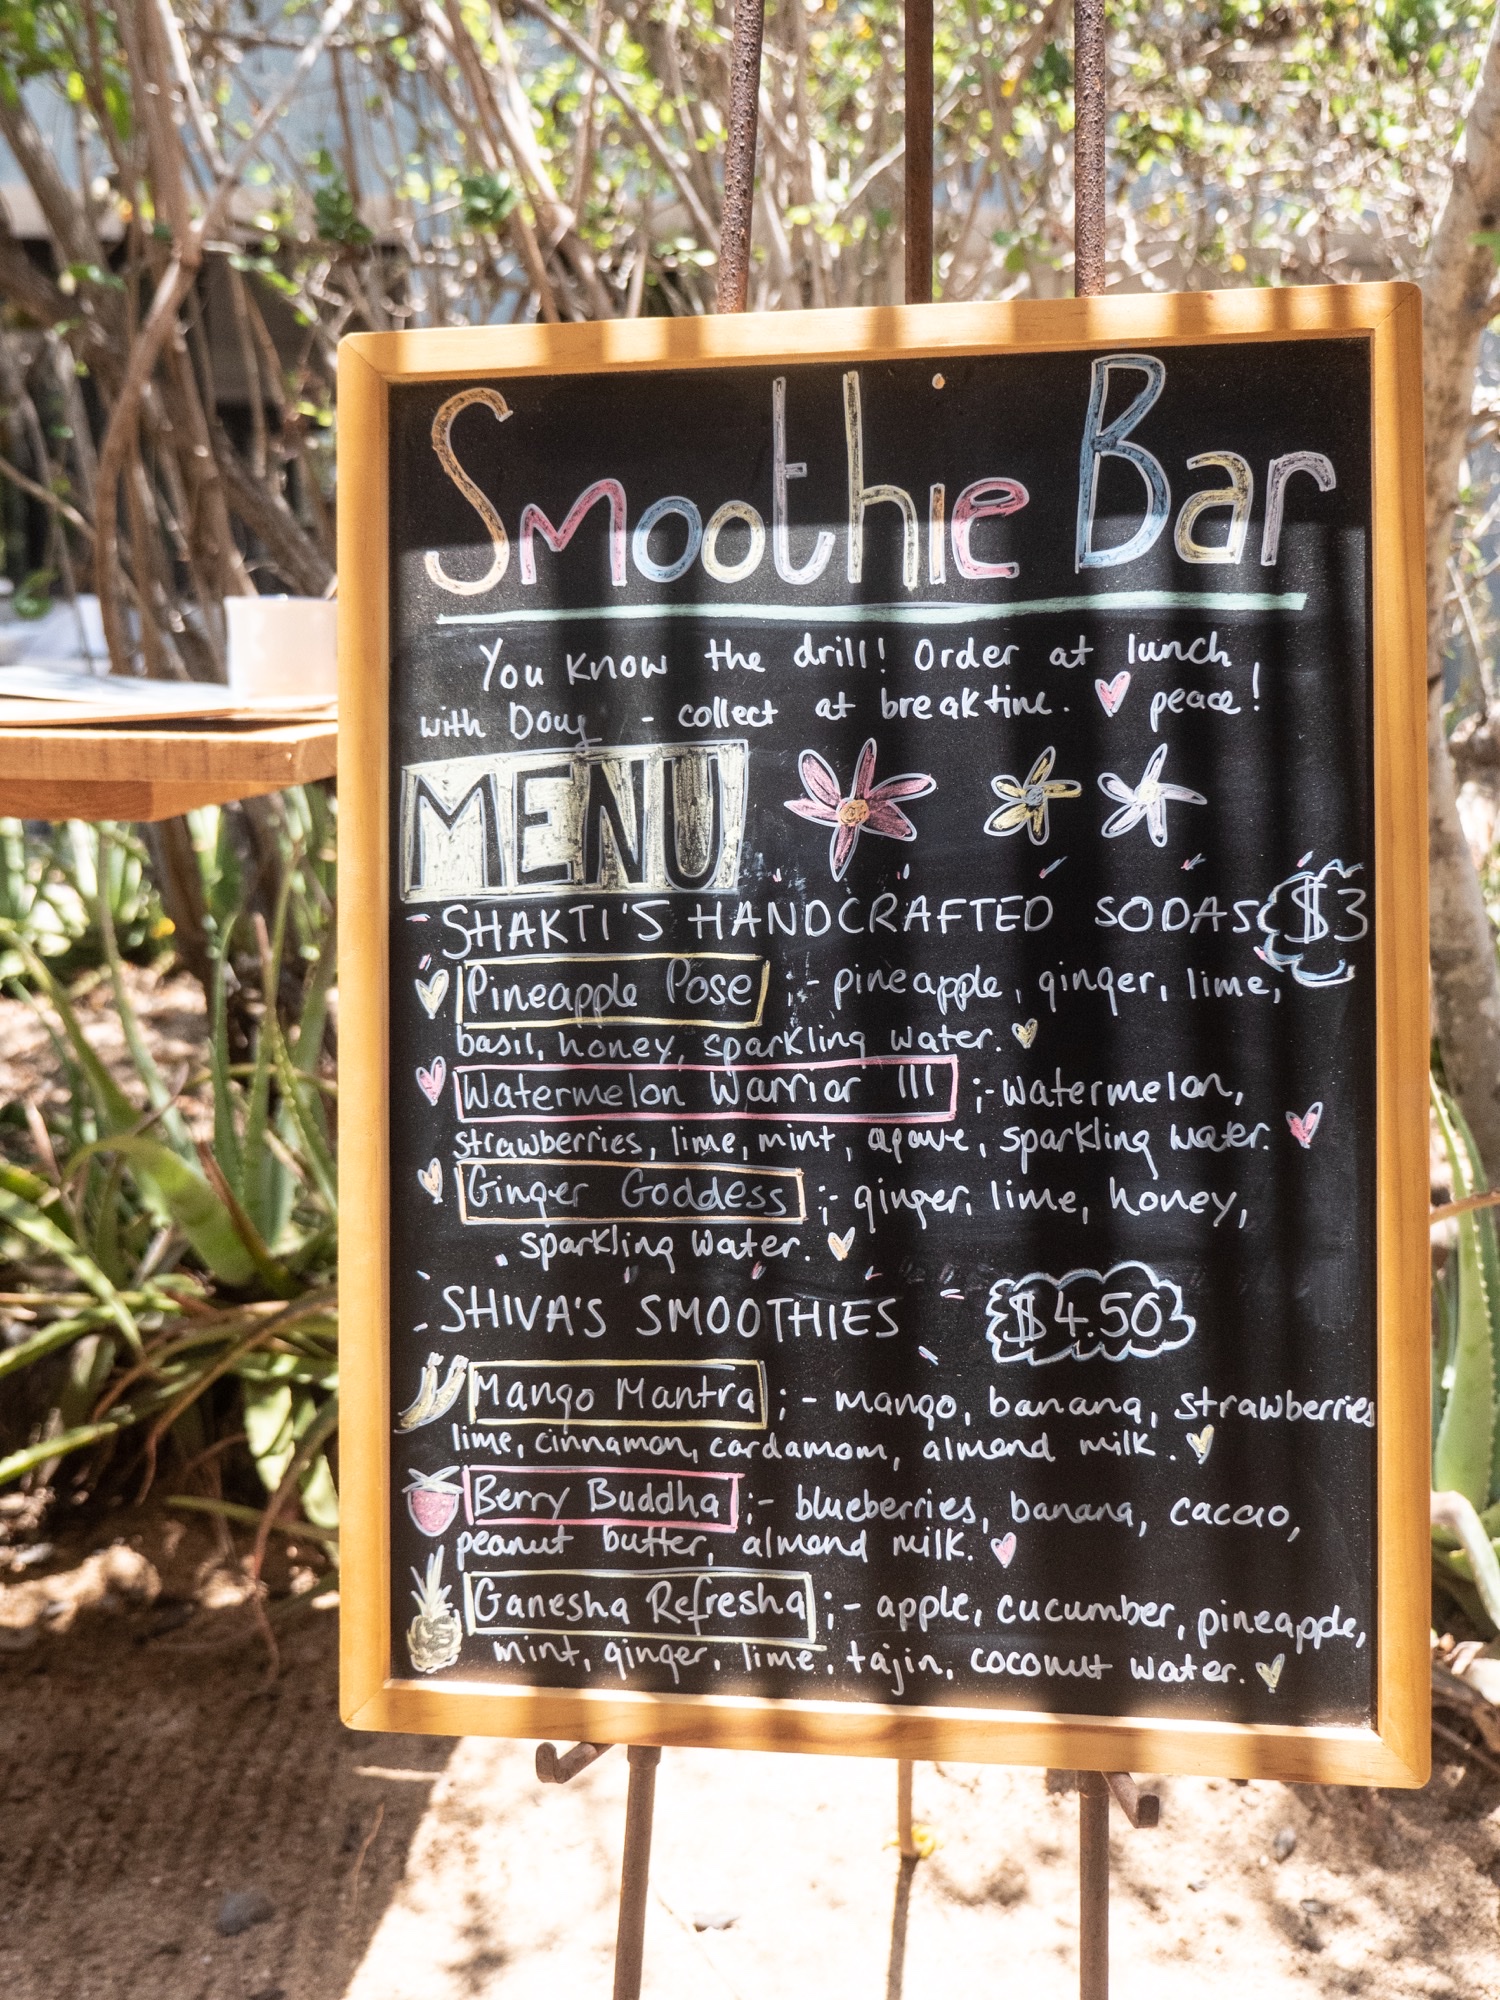 Smoothie Bar
You know the drill! Order at lunch
with Doug - collect at breaktime. peace!
MENU
SHAKTI'S HANDCRAFTED SODAS $3
Pineapple Pose ;- pineapple, ginger, lime,
basil, honey, sparkling water.
Watermelon Warrior III ;- watermelon,
strawberries, lime, mint, agave, sparkling water.
Ginger Goddess ;- ginger, lime, honey,
sparkling water.
SHIVA'S SMOOTHIES $4.50
Mango Mantra ;- mango, banana, strawberries
lime, cinnamon, cardamom, almond milk.
Berry Buddha ;- blueberries, banana, cacao,
peanut butter, almond milk.
Ganesha Refresha ;- apple, cucumber, pineapple,
mint, ginger, lime, tajin, coconut water.